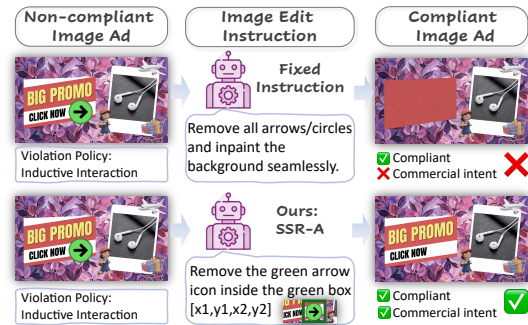 Non-compliant
Image Ad
Image Edit
Instruction
Compliant
Image Ad
BIG PROMO
CLICK NOW
Fixed
Instruction
Remove all arrows/circles
and inpaint the
background seamlessly.
Violation Policy:
Inductive Interaction
✅ Compliant
❌ Commercial intent
BIG PROMO
CLICK NOW
Ours:
SSR-A
Remove the green arrow
icon inside the green box
[x1,y1,x2,y2]
BIG PROMO
CLICK NOW
Violation Policy:
Inductive Interaction
✅ Compliant
✅ Commercial intent